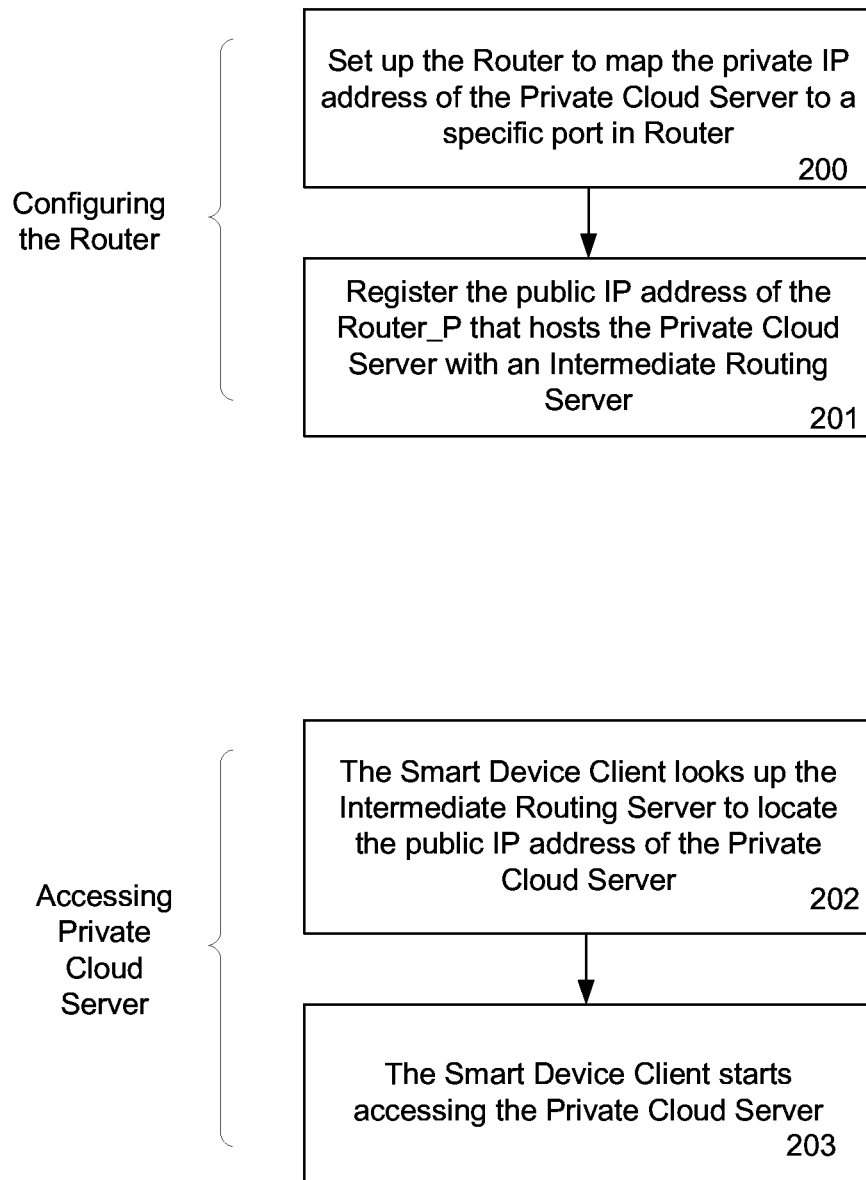 Configuring
the Router
Set up the Router to map the private IP
address of the Private Cloud Server to a
specific port in Router
200
Register the public IP address of the
Router_P that hosts the Private Cloud
Server with an Intermediate Routing
Server
201
Accessing
Private
Cloud
Server
The Smart Device Client looks up the
Intermediate Routing Server to locate
the public IP address of the Private
Cloud Server
202
The Smart Device Client starts
accessing the Private Cloud Server
203